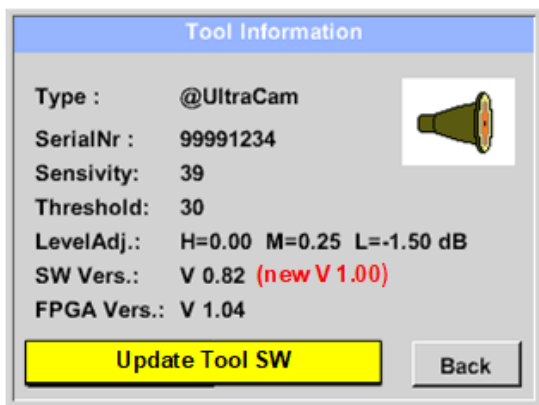 Tool Information
Type : @UltraCam
SerialNr : 99991234
Sensivity: 39
Threshold: 30
LevelAdj.: H=0.00 M=0.25 L=-1.50 dB
SW Vers.: V 0.82 (new V 1.00)
FPGA Vers.: V 1.04
Update Tool SW
Back